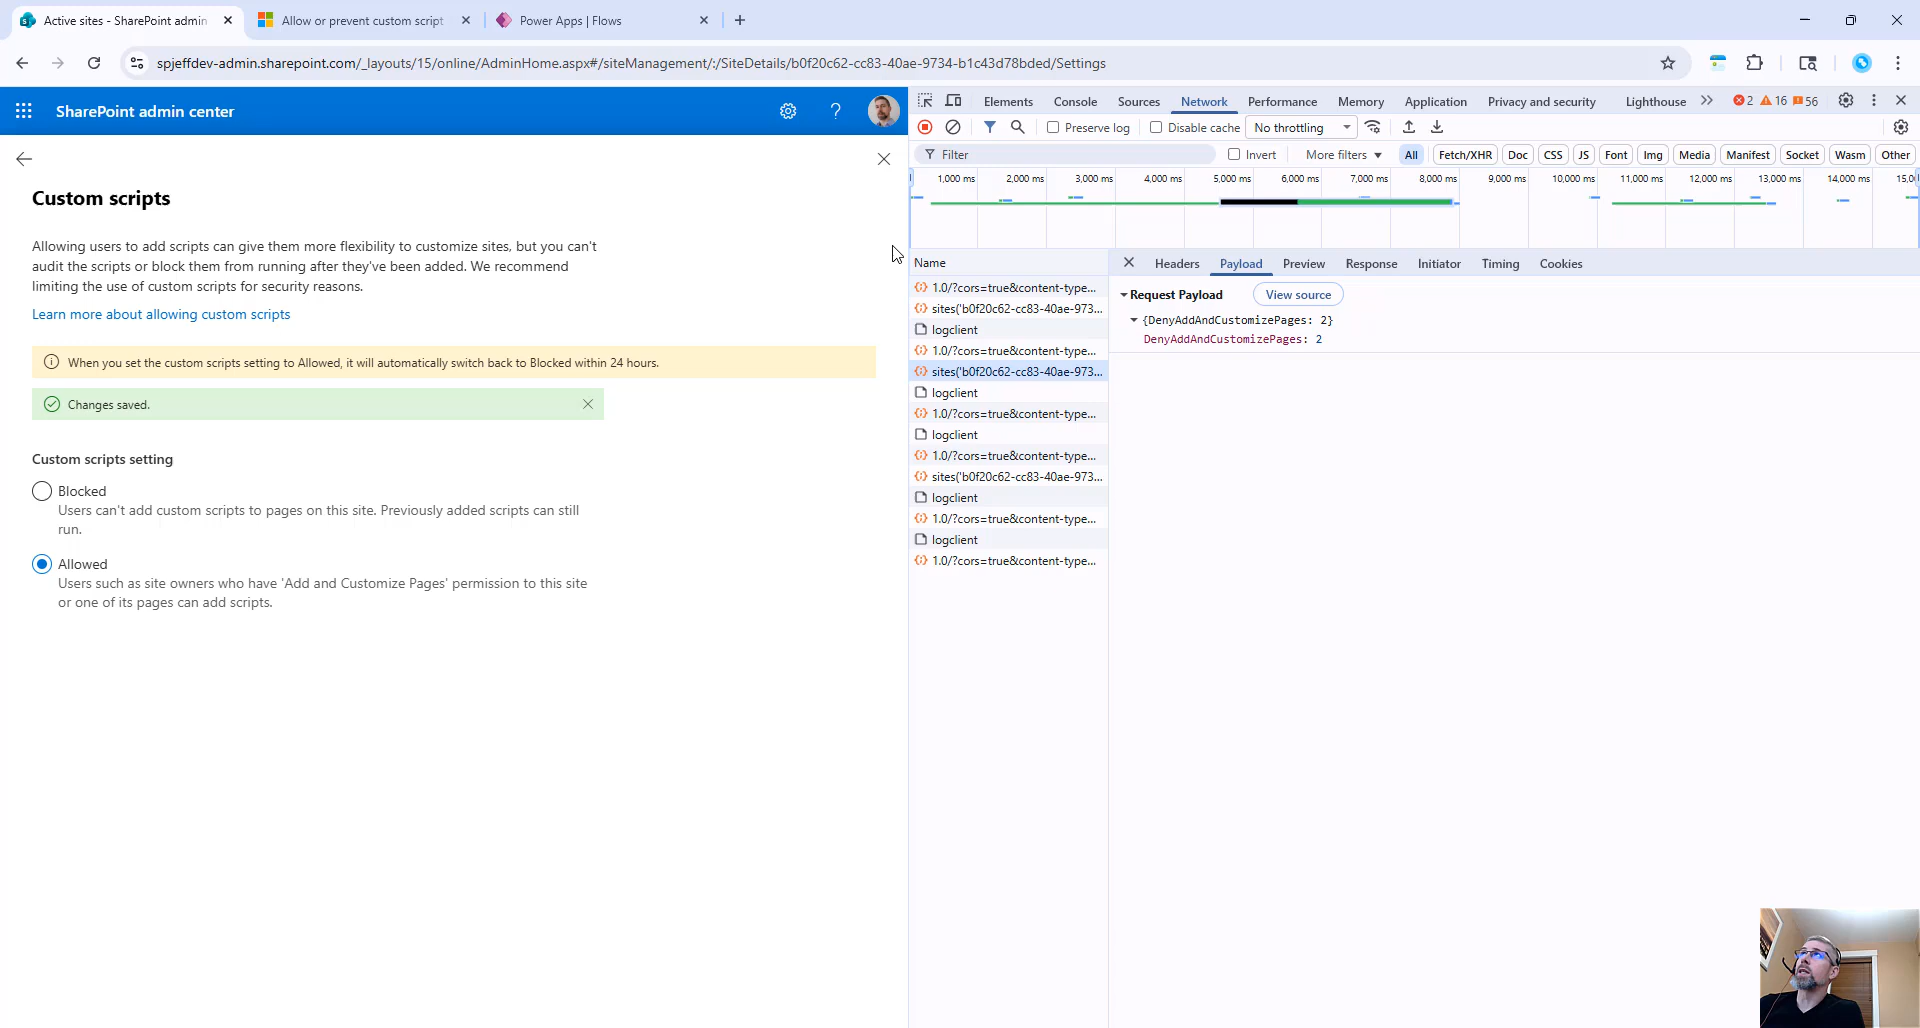 Active sites - SharePoint admin
Allow or prevent custom script
Power Apps | Flows
spjeffdev-admin.sharepoint.com/_layouts/15/online/AdminHome.aspx#/siteManagement/:/SiteDetails/b0f20c62-cc83-40ae-9734-b1c43d78bded/Settings
SharePoint admin center
Custom scripts
Allowing users to add scripts can give them more flexibility to customize sites, but you can't
audit the scripts or block them from running after they've been added. We recommend
limiting the use of custom scripts for security reasons.
Learn more about allowing custom scripts
When you set the custom scripts setting to Allowed, it will automatically switch back to Blocked within 24 hours.
Changes saved.
Custom scripts setting
Blocked
Users can't add custom scripts to pages on this site. Previously added scripts can still
run.
Allowed
Users such as site owners who have 'Add and Customize Pages' permission to this site
or one of its pages can add scripts.
Elements Console Sources Network Performance Memory Application Privacy and security Lighthouse 2 16 56
Preserve log Disable cache No throttling
Filter Invert More filters All Fetch/XHR Doc CSS JS Font Img Media Manifest Socket Wasm Other
1,000 ms 2,000 ms 3,000 ms 4,000 ms 5,000 ms 6,000 ms 7,000 ms 8,000 ms 9,000 ms 10,000 ms 11,000 ms 12,000 ms 13,000 ms 14,000 ms 15,0
Name
1.0/?cors=true&content-type...
sites('b0f20c62-cc83-40ae-973...
logclient
1.0/?cors=true&content-type...
sites('b0f20c62-cc83-40ae-973...
logclient
1.0/?cors=true&content-type...
logclient
1.0/?cors=true&content-type...
sites('b0f20c62-cc83-40ae-973...
logclient
1.0/?cors=true&content-type...
logclient
1.0/?cors=true&content-type...
Headers Payload Preview Response Initiator Timing Cookies
Request Payload View source
{DenyAddAndCustomizePages: 2}
DenyAddAndCustomizePages: 2